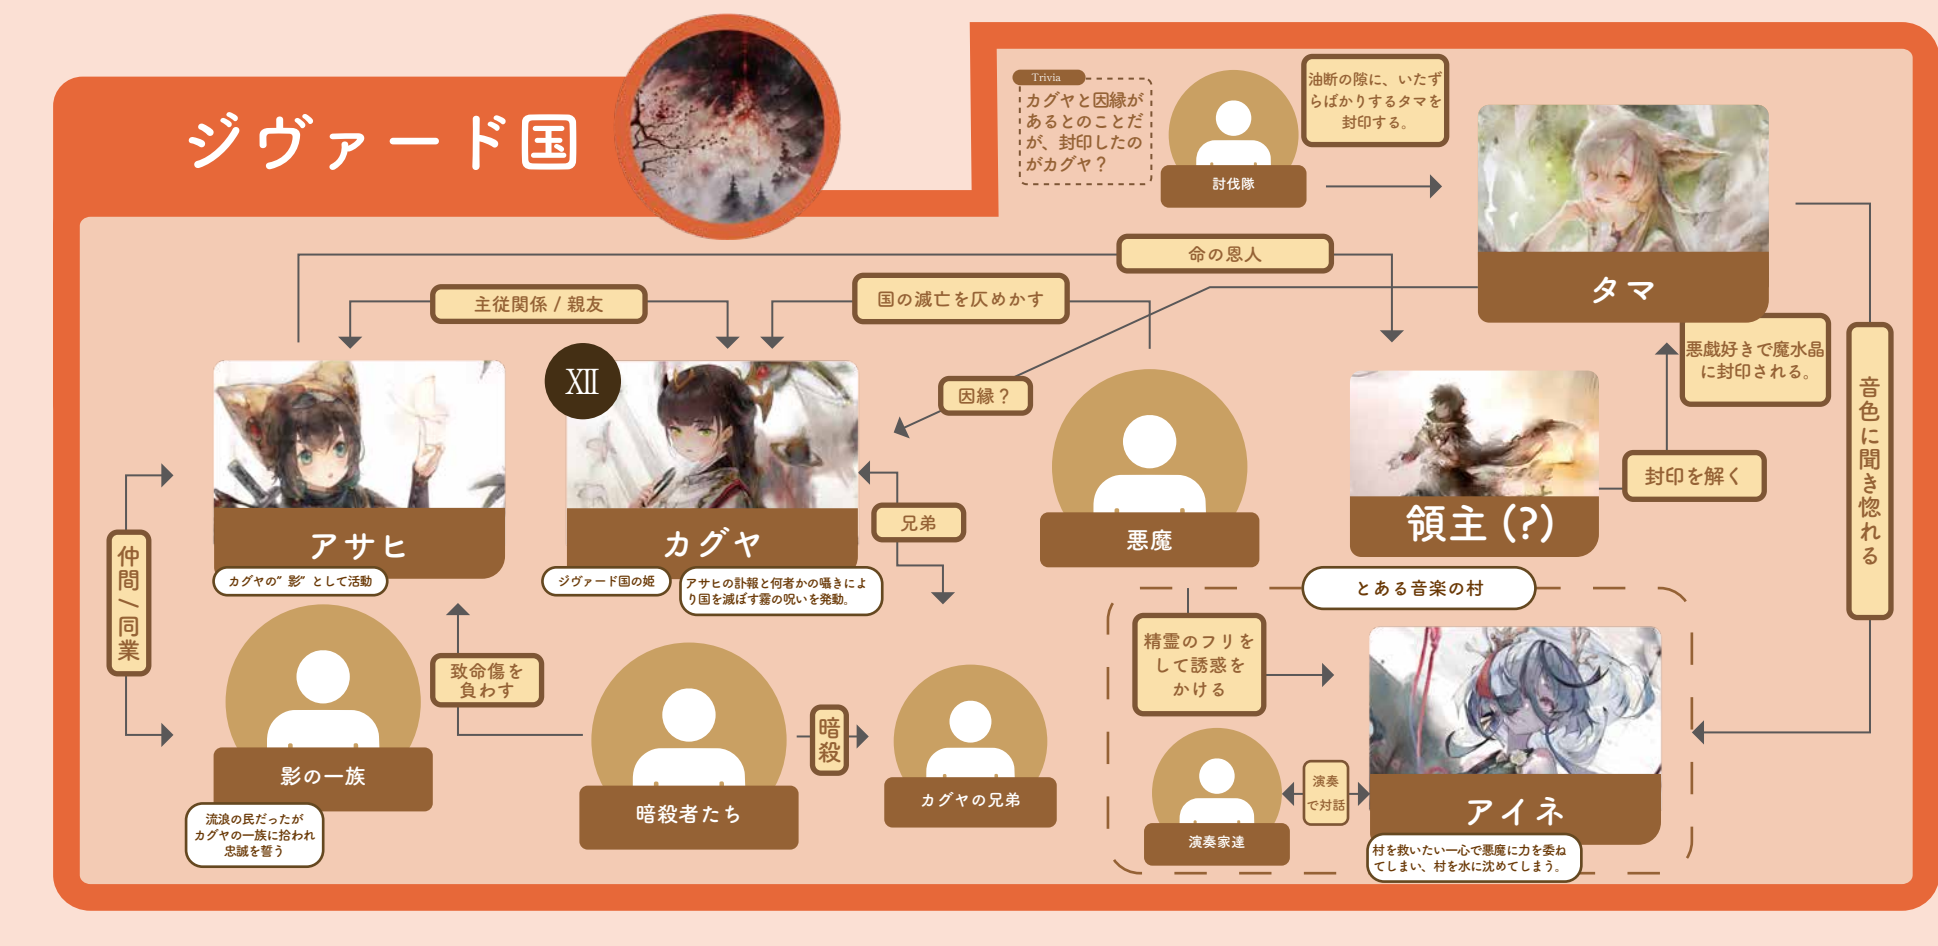 ジヴァード国
Trivia
カグヤと因縁が
あるとのことだ
が、封印したの
がカグヤ？
討伐隊
油断の隙に、いたず
らばかりするタマを
封印する。
タマ
命の恩人
主従関係 / 親友
国の滅亡を仄めかす
悪戯好きで魔水晶
に封印される。
因縁？
音色に聞き惚れる
XII
アサヒ
カグヤの"影"として活動
カグヤ
ジヴァード国の姫
アサヒの訃報と何者かの囁きによ
り国を滅ぼす霧の呪いを発動。
兄弟
悪魔
領主(?)
封印を解く
仲間/同業
とある音楽の村
致命傷を
負わす
精霊のフリを
して誘惑を
かける
影の一族
流浪の民だったが
カグヤの一族に拾われ
忠誠を誓う
暗殺者たち
暗殺
カグヤの兄弟
演奏家達
演奏
で対話
アイネ
村を救いたい一心で悪魔に力を委ね
てしまい、村を水に沈めてしまう。